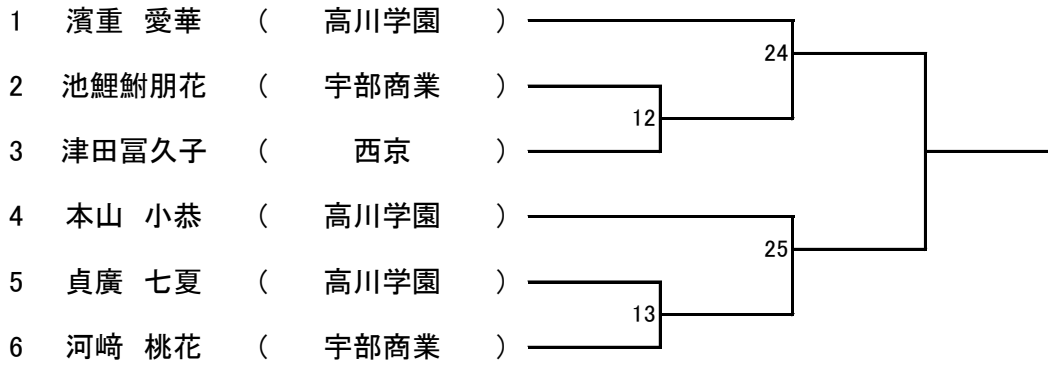 1 濱重 愛華 ( 高川学園 )
24
2 池鯉鮒朋花 ( 宇部商業 )
12
3 津田冨久子 ( 西京 )
4 本山 小恭 ( 高川学園 )
25
5 貞廣 七夏 ( 高川学園 )
13
6 河﨑 桃花 ( 宇部商業 )